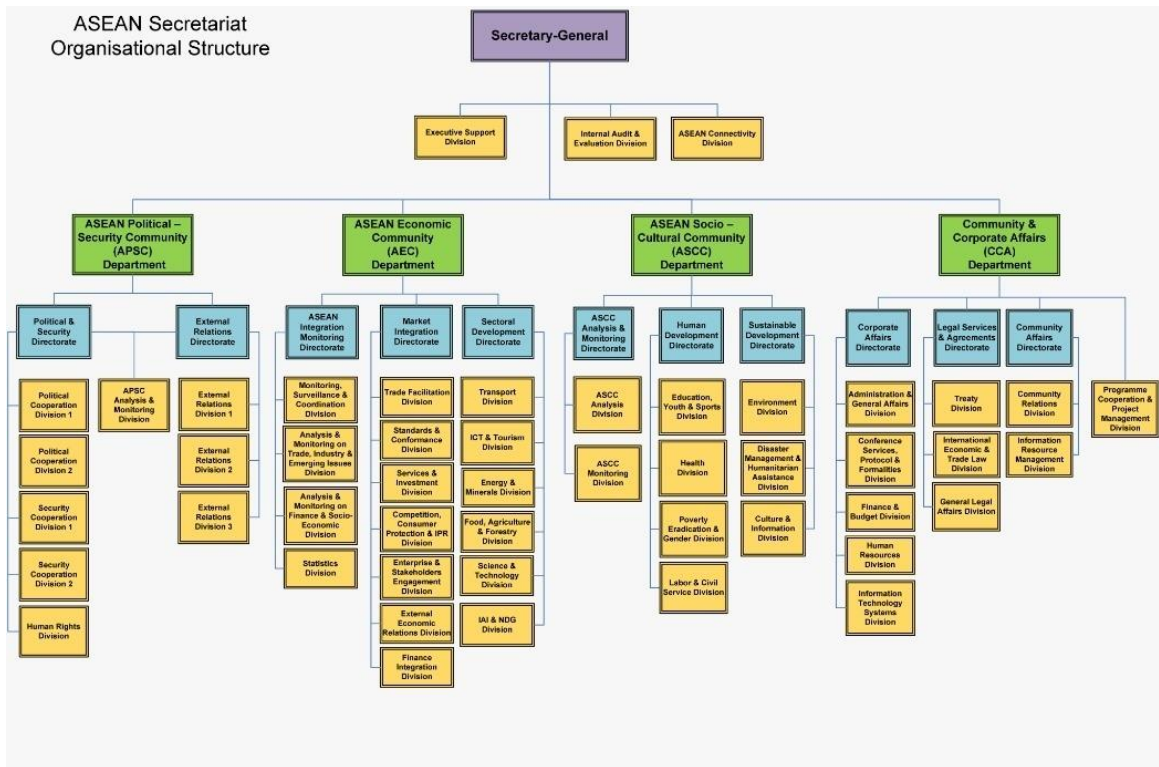 ASEAN Secretariat
Organisational Structure
Secretary-General
Executive Support
Division
Internal Audit &
Evaluation Division
ASEAN Connectivity
Division
ASEAN Political –
Security Community
(APSC)
Department
ASEAN Economic
Community
(AEC)
Department
ASEAN Socio –
Cultural Community
(ASCC)
Department
Community &
Corporate Affairs
(CCA)
Department
Political &
Security
Directorate
External
Relations
Directorate
ASEAN
Integration
Monitoring
Directorate
Market
Integration
Directorate
Sectoral
Development
Directorate
ASCC
Analysis &
Monitoring
Directorate
Human
Development
Directorate
Sustainable
Development
Directorate
Corporate
Affairs
Directorate
Legal Services
& Agreements
Directorate
Community
Affairs
Directorate
Political
Cooperation
Division 1
Political
Cooperation
Division 2
Security
Cooperation
Division 1
Security
Cooperation
Division 2
Human Rights
Division
APSC
Analysis &
Monitoring
Division
External
Relations
Division 1
External
Relations
Division 2
External
Relations
Division 3
Monitoring,
Surveillance &
Coordination
Division
Analysis &
Monitoring on
Trade, Industry &
Emerging Issues
Division
Analysis &
Monitoring on
Finance & Socio-
Economic Division
Statistics
Division
Trade Facilitation
Division
Standards &
Conformance
Division
Services &
Investment
Division
Competition,
Consumer
Protection & IPR
Division
Enterprise &
Stakeholders
Engagement
Division
External
Economic
Relations Division
Finance
Integration
Division
Transport
Division
ICT & Tourism
Division
Energy &
Minerals Division
Food, Agriculture
& Forestry
Division
Science &
Technology
Division
IAI & NDG
Division
ASCC
Analysis
Division
ASCC
Monitoring
Division
Education,
Youth & Sports
Division
Health
Division
Poverty
Eradication &
Gender Division
Labor & Civil
Service Division
Environment
Division
Disaster
Management &
Humanitarian
Assistance
Division
Culture &
Information
Division
Administration &
General Affairs
Division
Conference
Services,
Protocol &
Formalities
Division
Finance &
Budget Division
Human
Resources
Division
Information
Technology
Systems
Division
Treaty
Division
International
Economic &
Trade Law
Division
General Legal
Affairs Division
Community
Relations
Division
Information
Resource
Management
Division
Programme
Cooperation &
Project
Management
Division